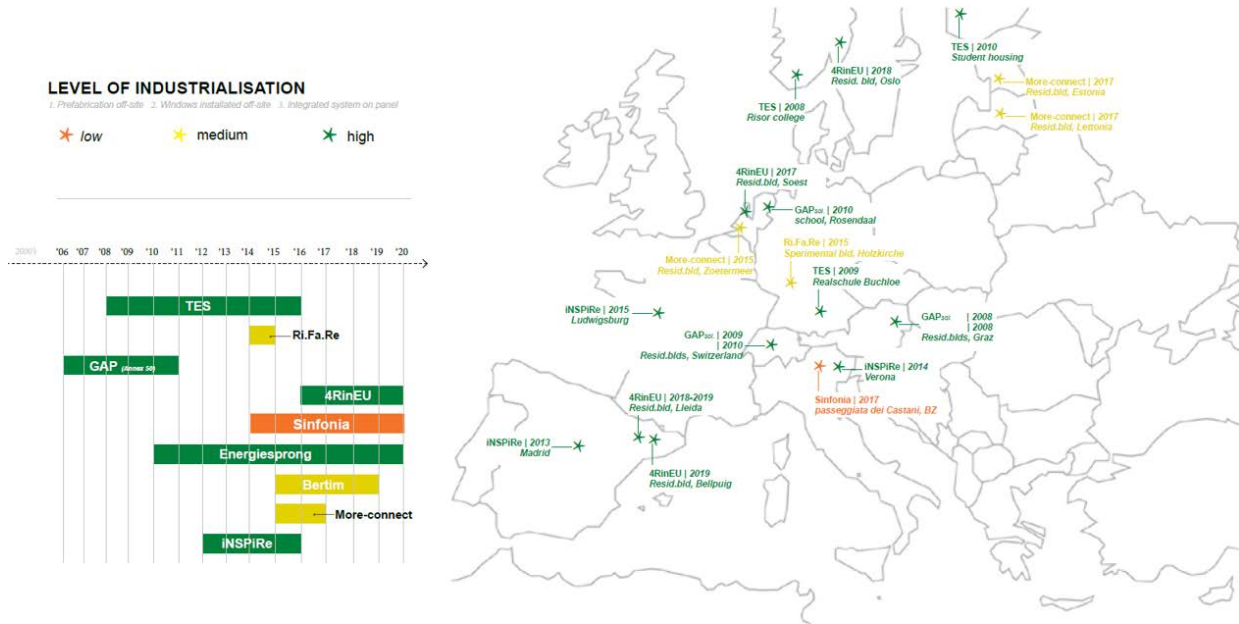 LEVEL OF INDUSTRIALISATION
1. Prefabrication off-site 2. Windows installated off-site 3. Integrated system on panel
low medium high
'06 '07 '08 '09 '10 '11 '12 '13 '14 '15 '16 '17 '18 '19 '20
TES
Ri.Fa.Re
GAP (Annex 50)
4RinEU
Sinfonia
Energiesprong
Bertim
More-connect
iNSPiRe
TES | 2010
Student housing
4RinEU | 2018
Resid. bld, Oslo
More-connect | 2017
Resid.bld, Estonia
TES | 2008
Risor college
More-connect | 2017
Resid.bld, Lettonia
4RinEU | 2017
Resid.bld, Soest
GAPsol | 2010
school, Rosendaal
More-connect | 2015
Resid.bld, Zoetermeer
Ri.Fa.Re | 2015
Sperimental bld, Holzkirche
TES | 2009
Realschule Buchloe
iNSPiRe | 2015
Ludwigsburg
GAPsol | 2009
| 2010
Resid.blds, Switzerland
GAPsol | 2008
| 2008
Resid.blds, Graz
iNSPiRe | 2014
Verona
Sinfonia | 2017
passeggiata dei Castani, BZ
4RinEU | 2018-2019
Resid.bld, Lleida
iNSPiRe | 2013
Madrid
4RinEU | 2019
Resid.bld, Bellpuig